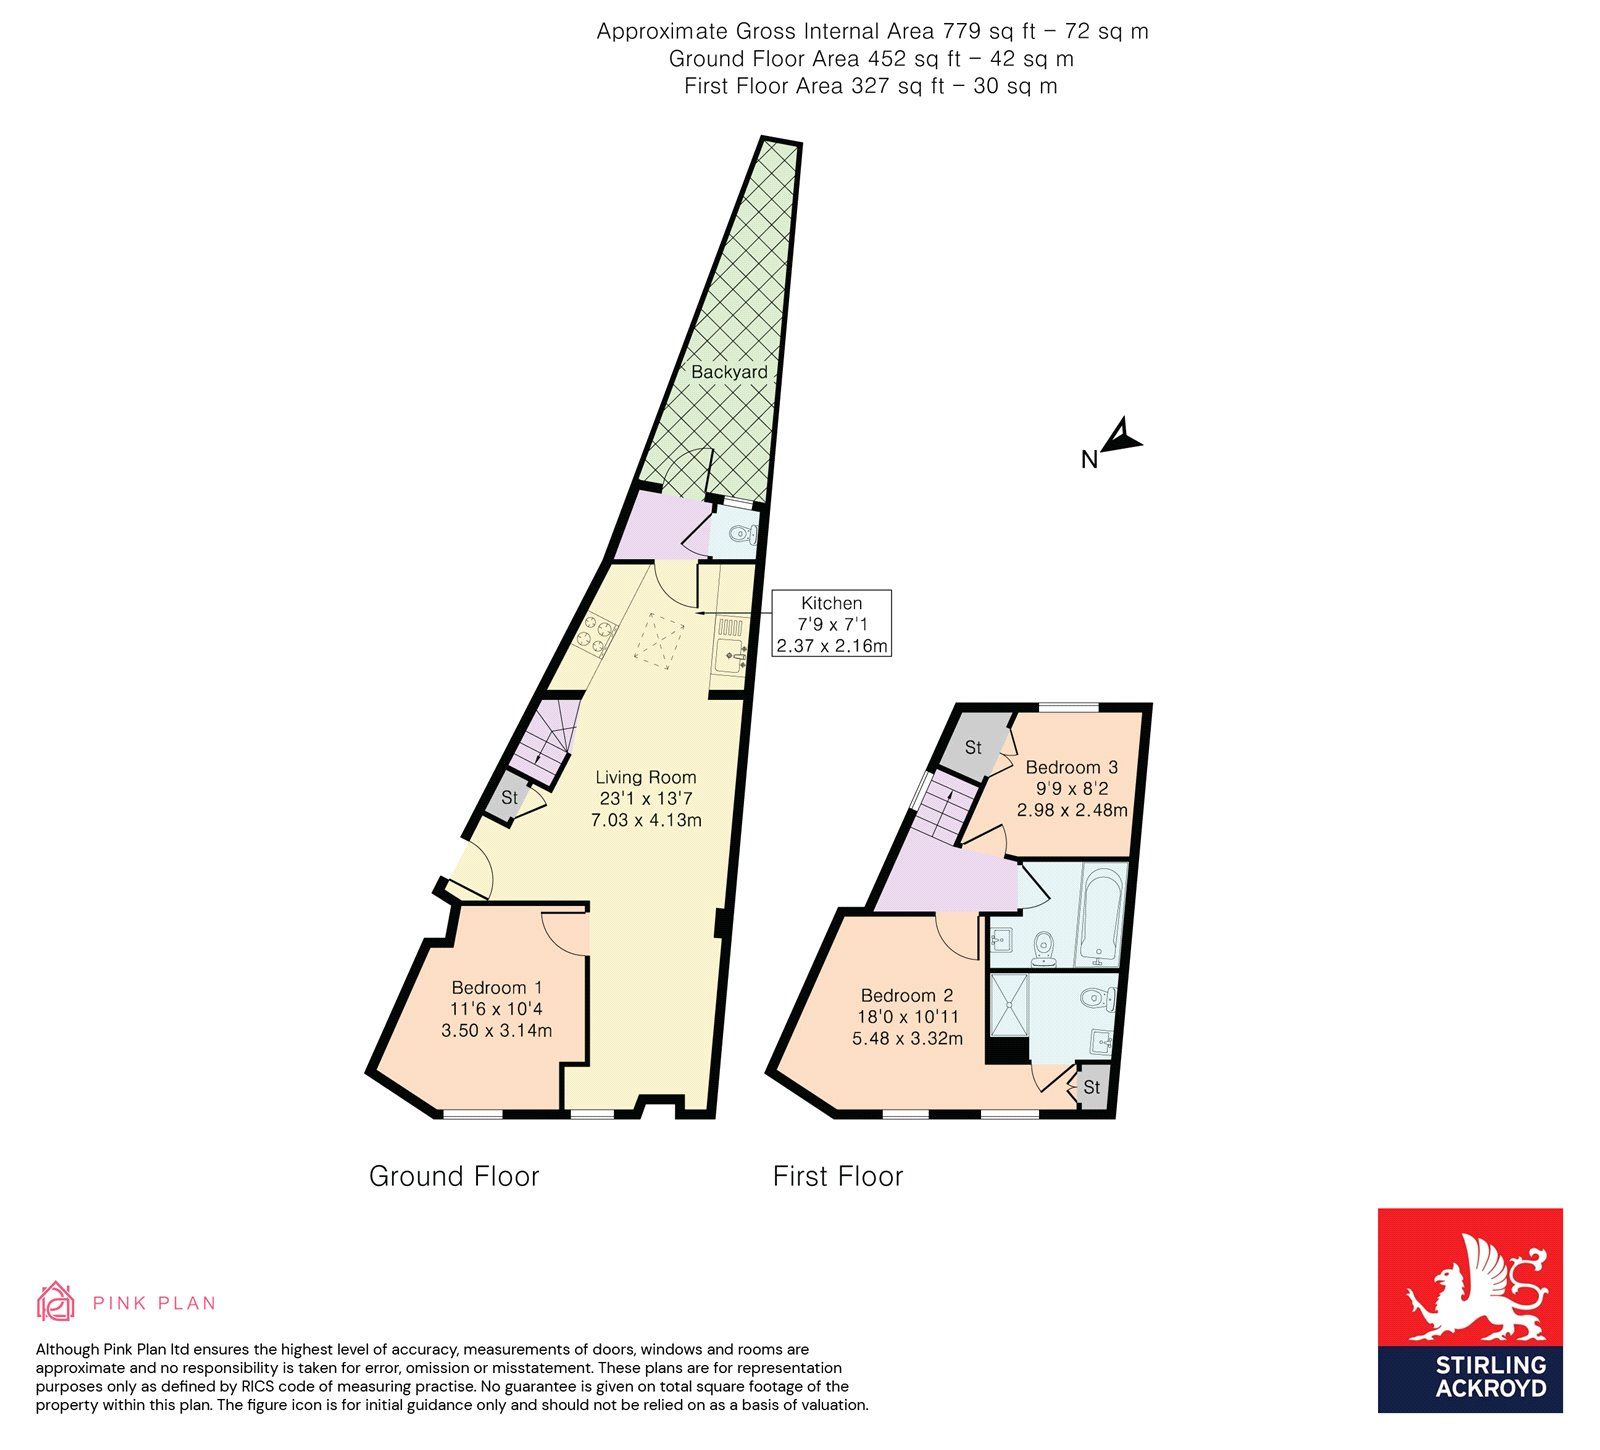 Approximate Gross Internal Area 779 sq ft – 72 sq m
Ground Floor Area 452 sq ft – 42 sq m
First Floor Area 327 sq ft – 30 sq m
Backyard
N
Kitchen
7'9 x 7'1
2.37 x 2.16m
St
Living Room
23'1 x 13'7
7.03 x 4.13m
St
Bedroom 3
9'9 x 8'2
2.98 x 2.48m
Bedroom 1
11'6 x 10'4
3.50 x 3.14m
Bedroom 2
18'0 x 10'11
5.48 x 3.32m
St
Ground Floor
First Floor
PINK PLAN
Although Pink Plan ltd ensures the highest level of accuracy, measurements of doors, windows and rooms are
approximate and no responsibility is taken for error, omission or misstatement. These plans are for representation
purposes only as defined by RICS code of measuring practise. No guarantee is given on total square footage of the
property within this plan. The figure icon is for initial guidance only and should not be relied on as a basis of valuation.
STIRLING
ACKROYD